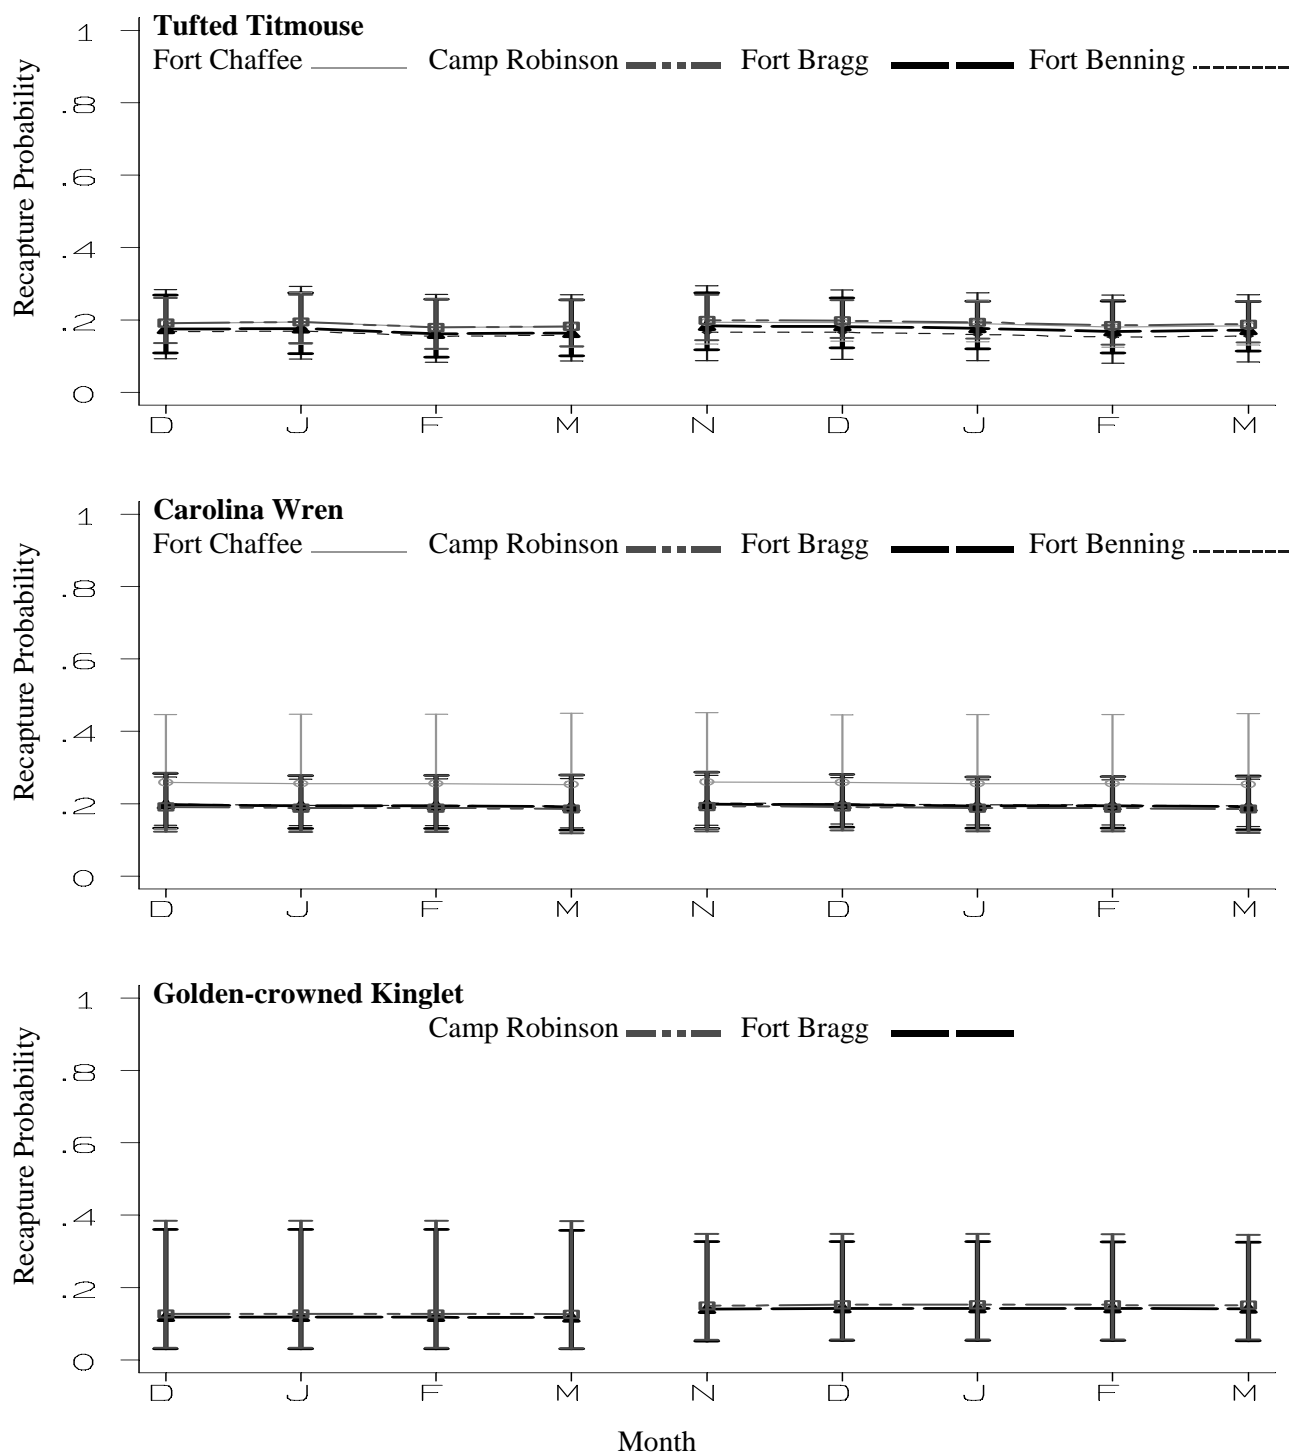 Tufted Titmouse
Fort Chaffee Camp Robinson Fort Bragg Fort Benning
Recapture Probability
1
.8
.6
.4
.2
0
D J F M N D J F M
Carolina Wren
Fort Chaffee Camp Robinson Fort Bragg Fort Benning
Recapture Probability
1
.8
.6
.4
.2
0
D J F M N D J F M
Golden-crowned Kinglet
Camp Robinson Fort Bragg
Recapture Probability
1
.8
.6
.4
.2
0
D J F M N D J F M
Month